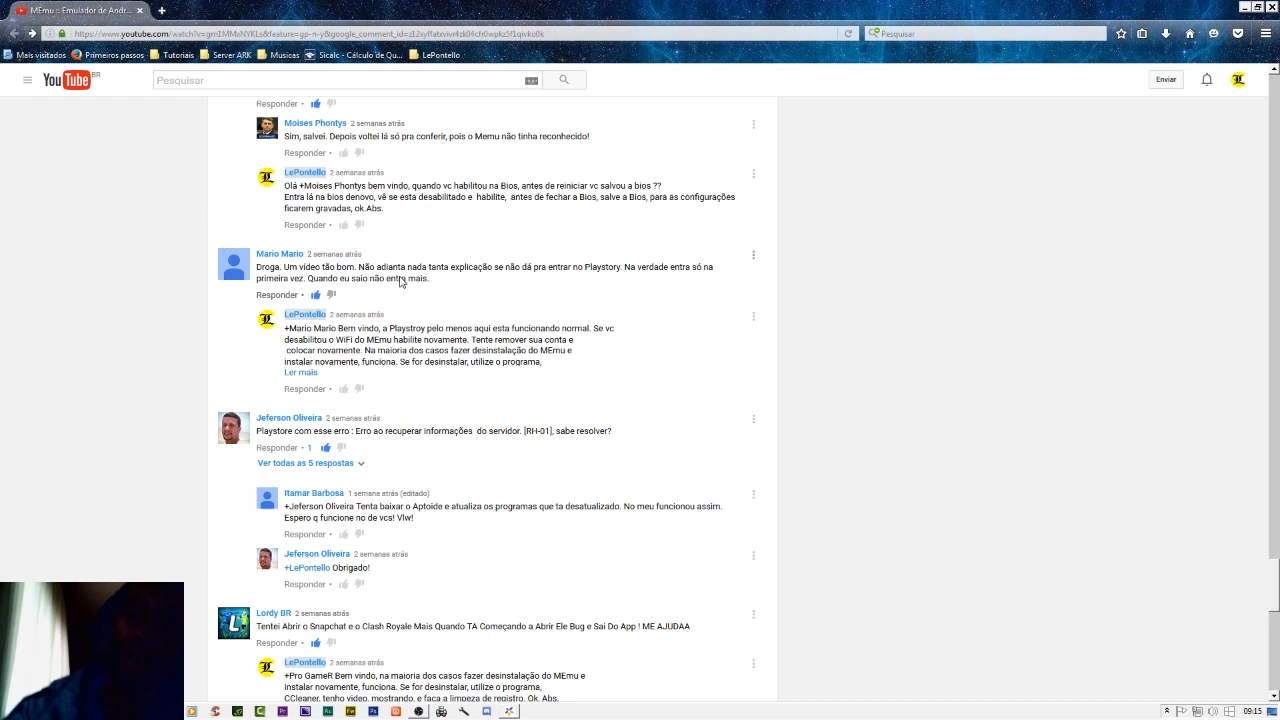 MEmu :: Emulador de Andr...
https://www.youtube.com/watch?v=gm1MMxNYKLs&feature=gp-n-y&google_comment_id=z12xyffatxvivr4zk04cfr0wpkz5f1qivko0k
Pesquisar
Mais visitados
Primeiros passos
Tutoriais
Server ARK
Musicas
Sicalc - Cálculo de Qu...
LePontello
YouTube BR
Pesquisar
Enviar
Responder •
Moises Phontys 2 semanas atrás
Sim, salvei. Depois voltei lá só pra conferir, pois o Memu não tinha reconhecido!
Responder •
LePontello 2 semanas atrás
Olá +Moises Phontys bem vindo, quando vc habilitou na Bios, antes de reiniciar vc salvou a bios ??
Entra lá na bios denovo, vê se está desabilitado e habilite, antes de fechar a Bios, salve a Bios, para as configurações
ficarem gravadas, ok.Abs.
Responder •
Mario Mario 2 semanas atrás
Droga. Um vídeo tão bom. Não adianta nada tanta explicação se não dá pra entrar no Playstory. Na verdade entra só na
primeira vez. Quando eu saio não entra mais.
Responder •
LePontello 2 semanas atrás
+Mario Mario Bem vindo, a Playstroy pelo menos aqui esta funcionando normal. Se vc
desabilitou o WiFi do MEmu habilite novamente. Tente remover sua conta e
colocar novamente. Na maioria dos casos fazer desinstalação do MEmu e
instalar novamente, funciona. Se for desinstalar, utilize o programa,
Ler mais
Responder •
Jeferson Oliveira 2 semanas atrás
Playstore com esse erro : Erro ao recuperar informações do servidor. [RH-01], sabe resolver?
Responder • 1
Ver todas as 5 respostas
Itamar Barbosa 1 semana atrás (editado)
+Jeferson Oliveira Tenta baixar o Aptoide e atualiza os programas que ta desatualizado. No meu funcionou assim.
Espero q funcione no de vcs! Vlw!
Responder •
Jeferson Oliveira 2 semanas atrás
+LePontello Obrigado!
Responder •
Lordy BR 2 semanas atrás
Tentei Abrir o Snapchat e o Clash Royale Mais Quando TA Começando a Abrir Ele Bug e Sai Do App ! ME AJUDAA
Responder •
LePontello 2 semanas atrás
+Pro GameR Bem vindo, na maioria dos casos fazer desinstalação do MEmu e
instalar novamente, funciona. Se for desinstalar, utilize o programa,
CCleaner, tenho video, mostrando, e faça a limpeza de registro. Ok. Abs.
09:15